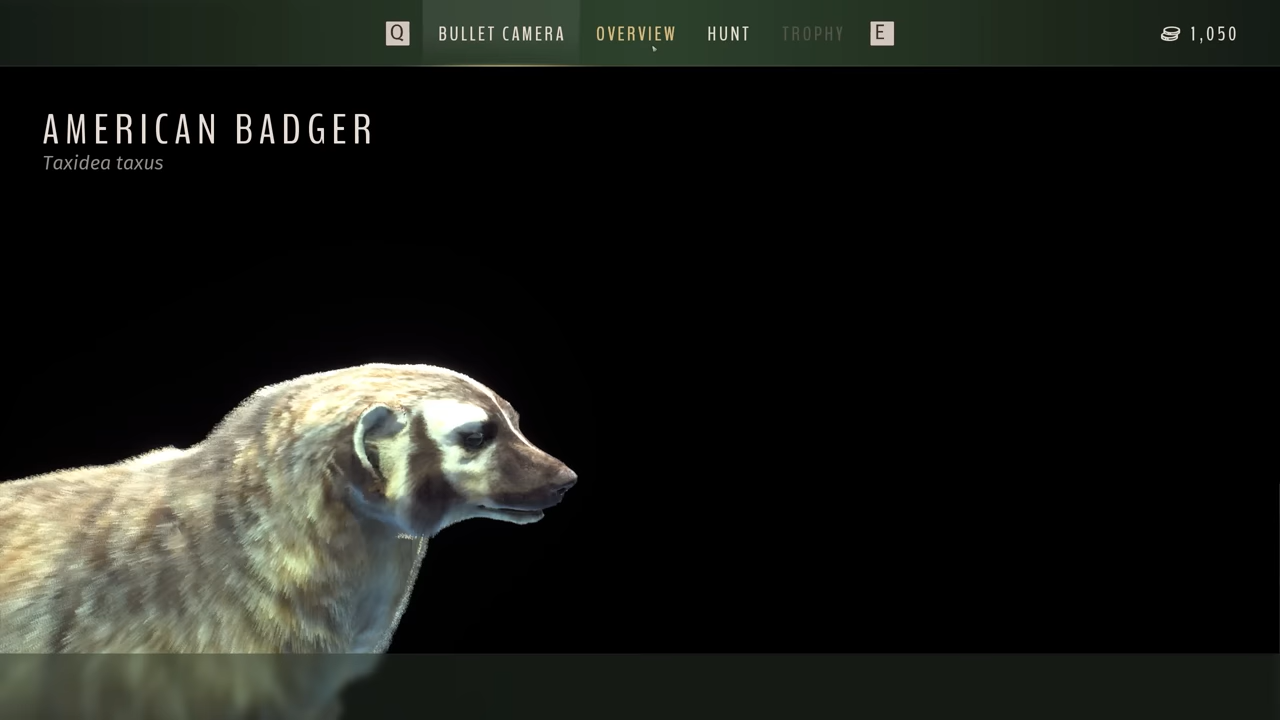 Q BULLET CAMERA OVERVIEW HUNT TROPHY E 1,050
AMERICAN BADGER
Taxidea taxus